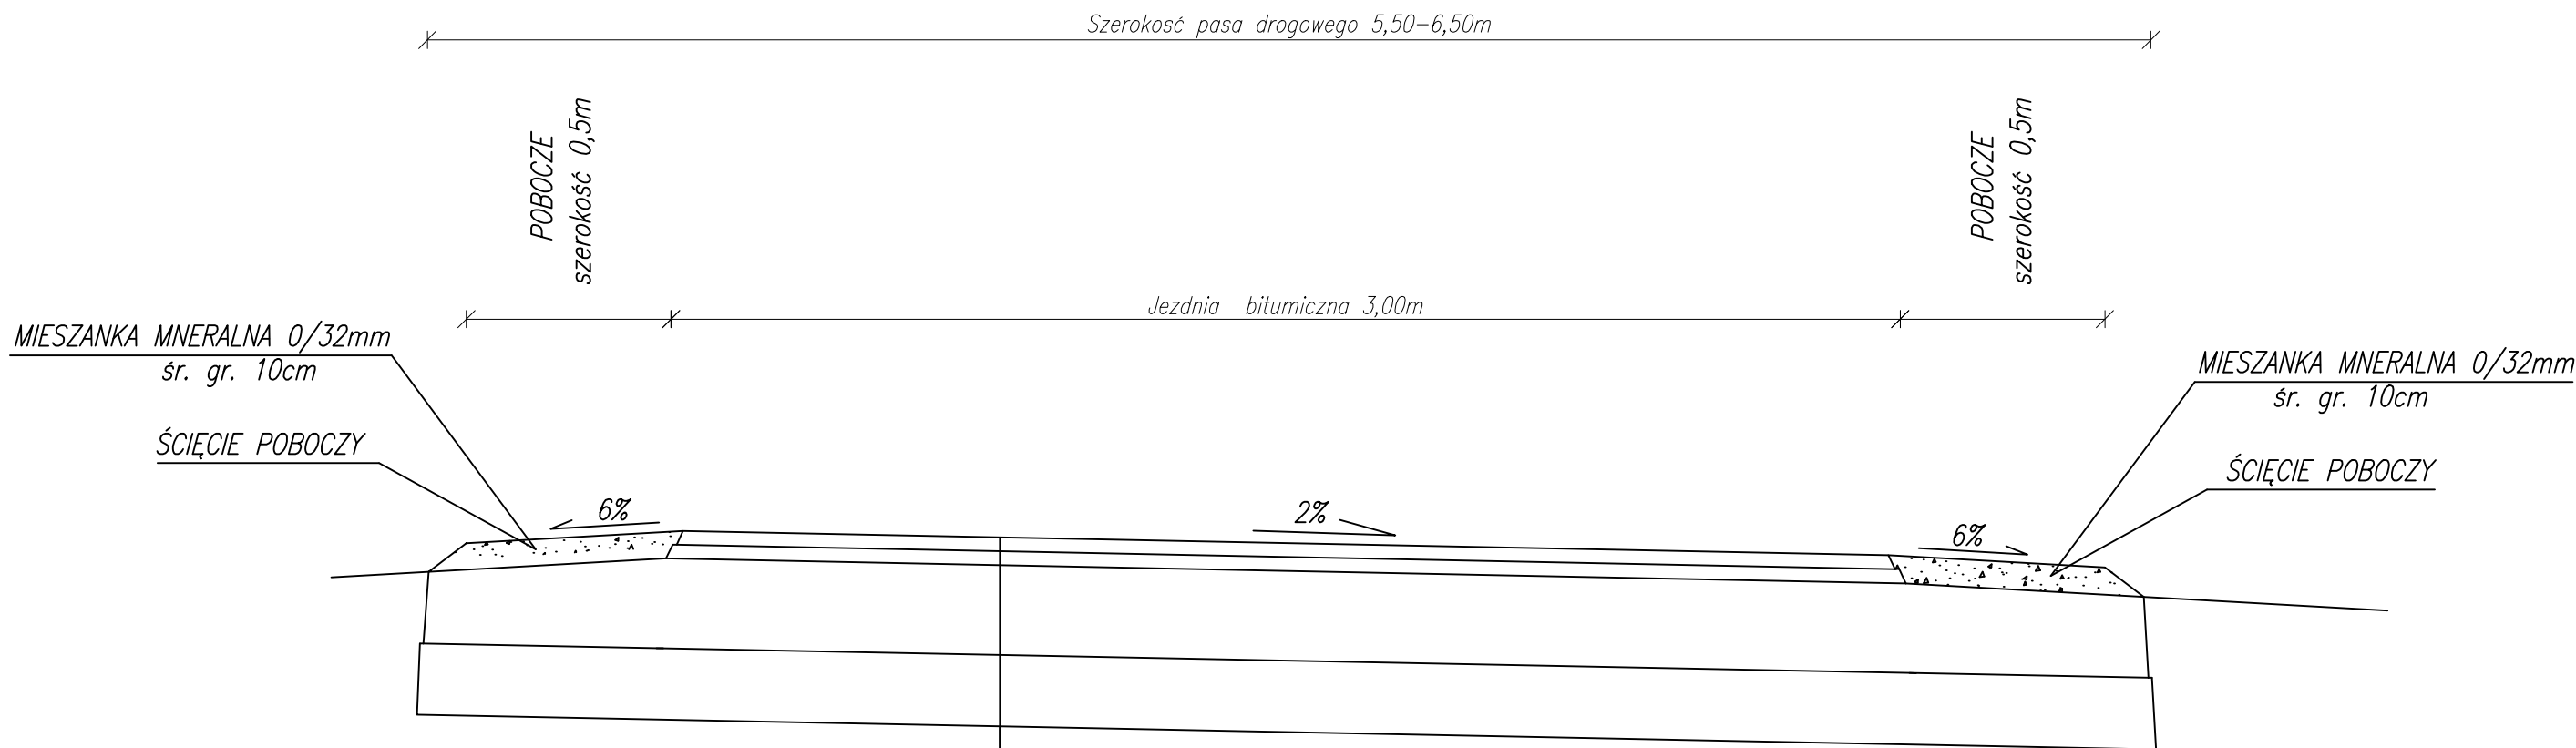 Szerokosć pasa drogowego 5,50-6,50m
POBOCZE
szerokość 0,5m
POBOCZE
szerokość 0,5m
Jezdnia bitumiczna 3,00m
MIESZANKA MNERALNA 0/32mm
śr. gr. 10cm
MIESZANKA MNERALNA 0/32mm
śr. gr. 10cm
ŚCIĘCIE POBOCZY
ŚCIĘCIE POBOCZY
6%
2%
6%